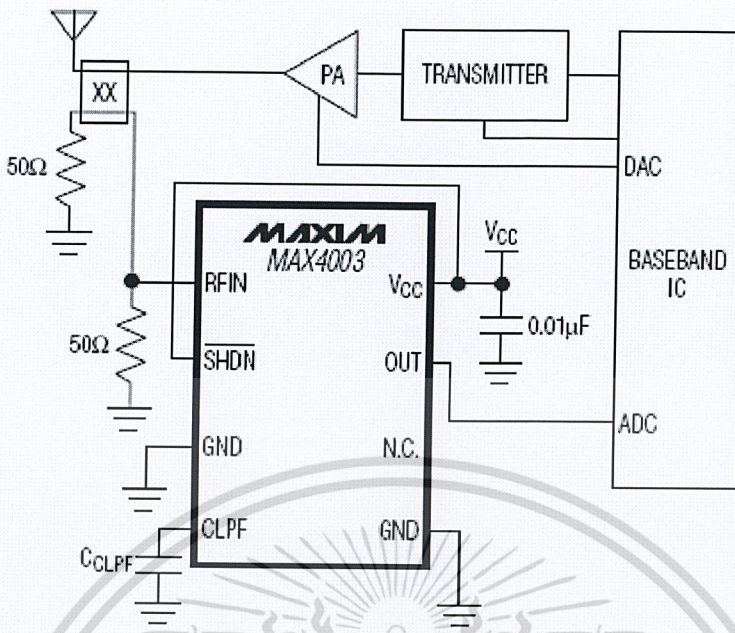 PA
TRANSMITTER
XX
50Ω
DAC
MAXIM
MAX4003
VCC
BASEBAND
IC
RFIN
VCC
50Ω
0.01µF
SHDN
OUT
GND
N.C.
ADC
CLPF
GND
CCLPF